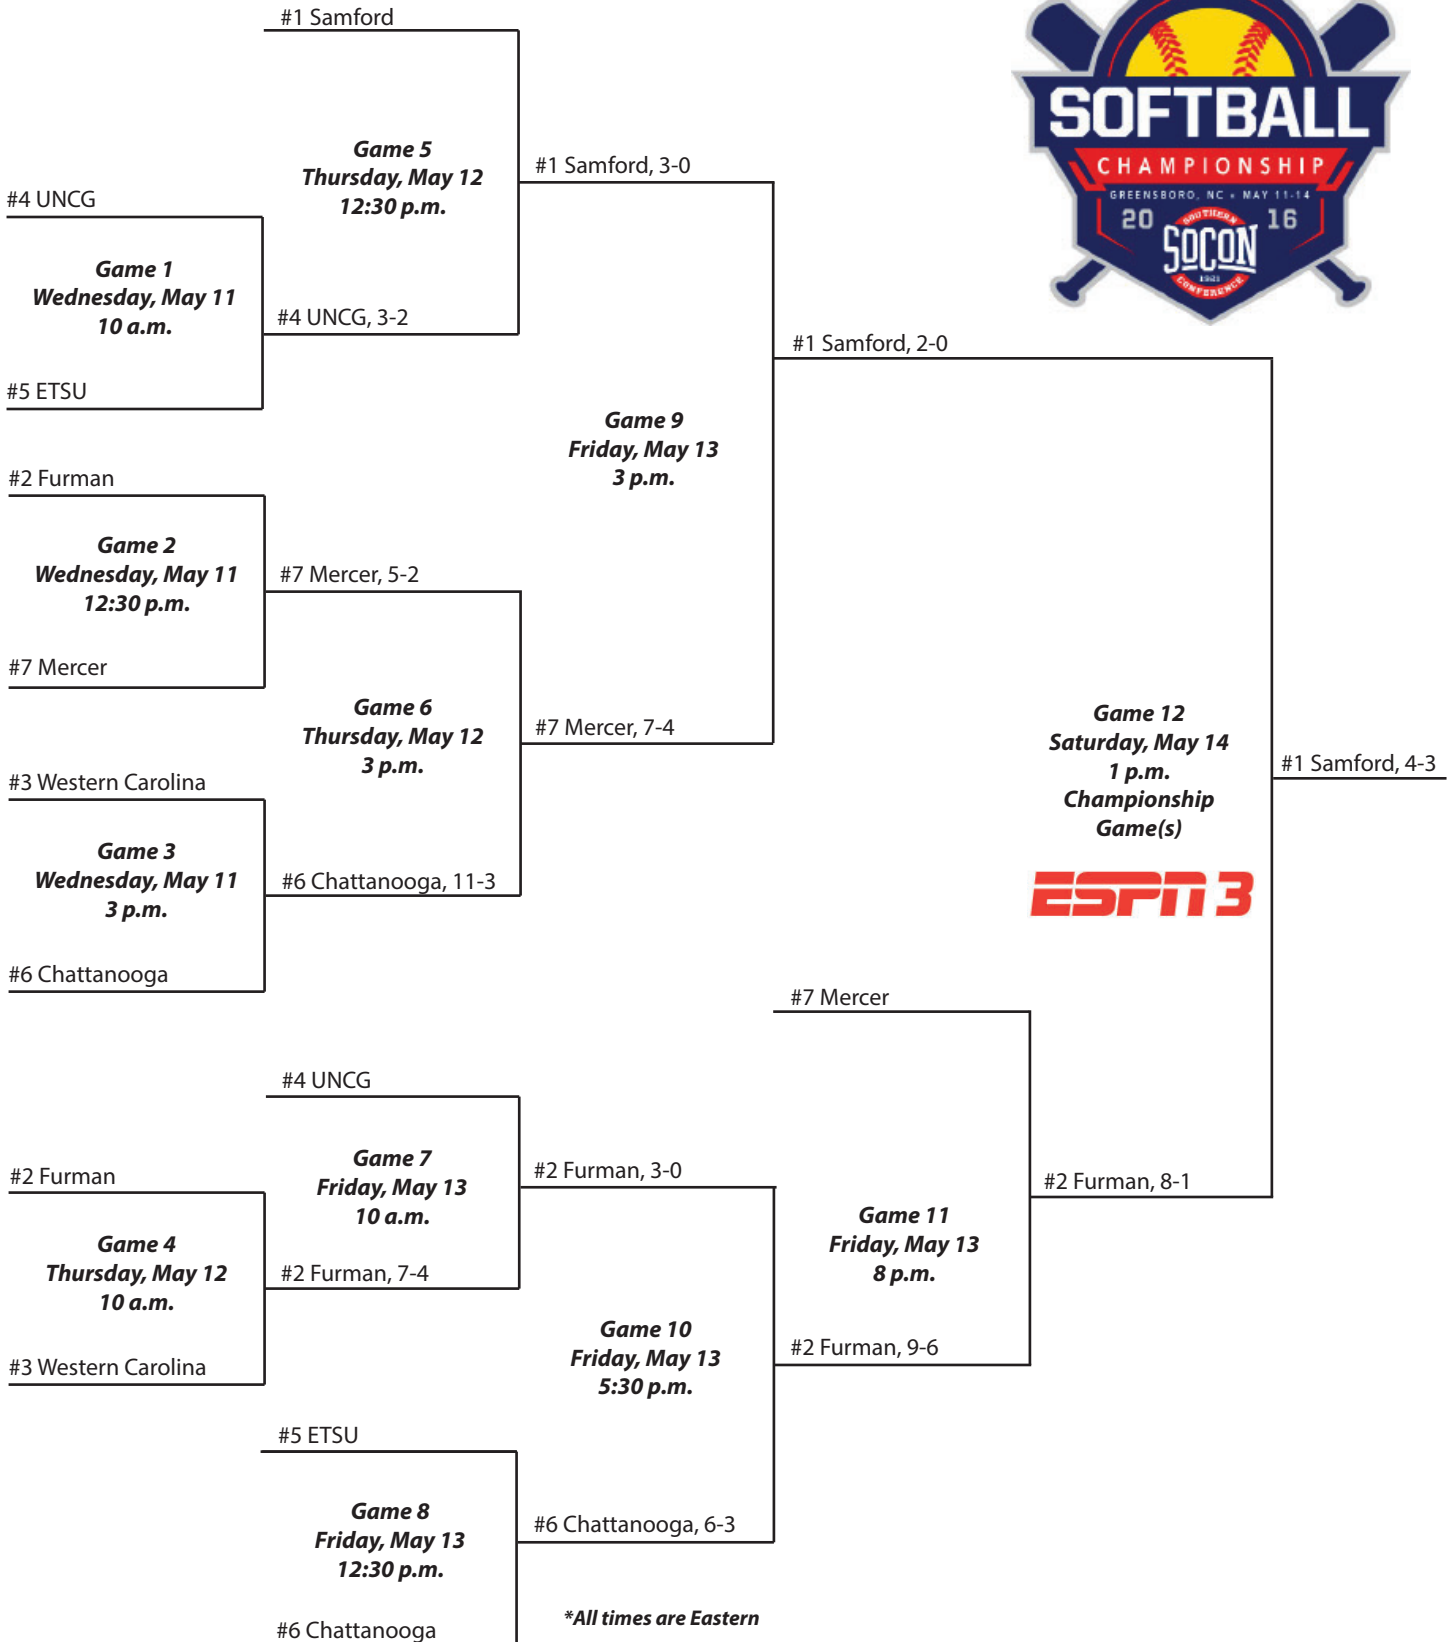 #1 Samford
SOFTBALL
CHAMPIONSHIP
GREENSBORO, NC • MAY 11-14
20 16
SOUTHERN
SOCON
1921
CONFERENCE
Game 5
Thursday, May 12
12:30 p.m.
#1 Samford, 3-0
#4 UNCG
Game 1
Wednesday, May 11
10 a.m.
#4 UNCG, 3-2
#5 ETSU
#1 Samford, 2-0
Game 9
Friday, May 13
3 p.m.
#2 Furman
Game 2
Wednesday, May 11
12:30 p.m.
#7 Mercer, 5-2
#7 Mercer
Game 6
Thursday, May 12
3 p.m.
#7 Mercer, 7-4
#3 Western Carolina
Game 3
Wednesday, May 11
3 p.m.
#6 Chattanooga, 11-3
#6 Chattanooga
Game 12
Saturday, May 14
1 p.m.
Championship
Game(s)
ESPN 3
#1 Samford, 4-3
#7 Mercer
#4 UNCG
Game 7
Friday, May 13
10 a.m.
#2 Furman, 3-0
#2 Furman
Game 4
Thursday, May 12
10 a.m.
#2 Furman, 7-4
#3 Western Carolina
Game 11
Friday, May 13
8 p.m.
#2 Furman, 8-1
Game 10
Friday, May 13
5:30 p.m.
#2 Furman, 9-6
#5 ETSU
Game 8
Friday, May 13
12:30 p.m.
#6 Chattanooga, 6-3
#6 Chattanooga
*All times are Eastern